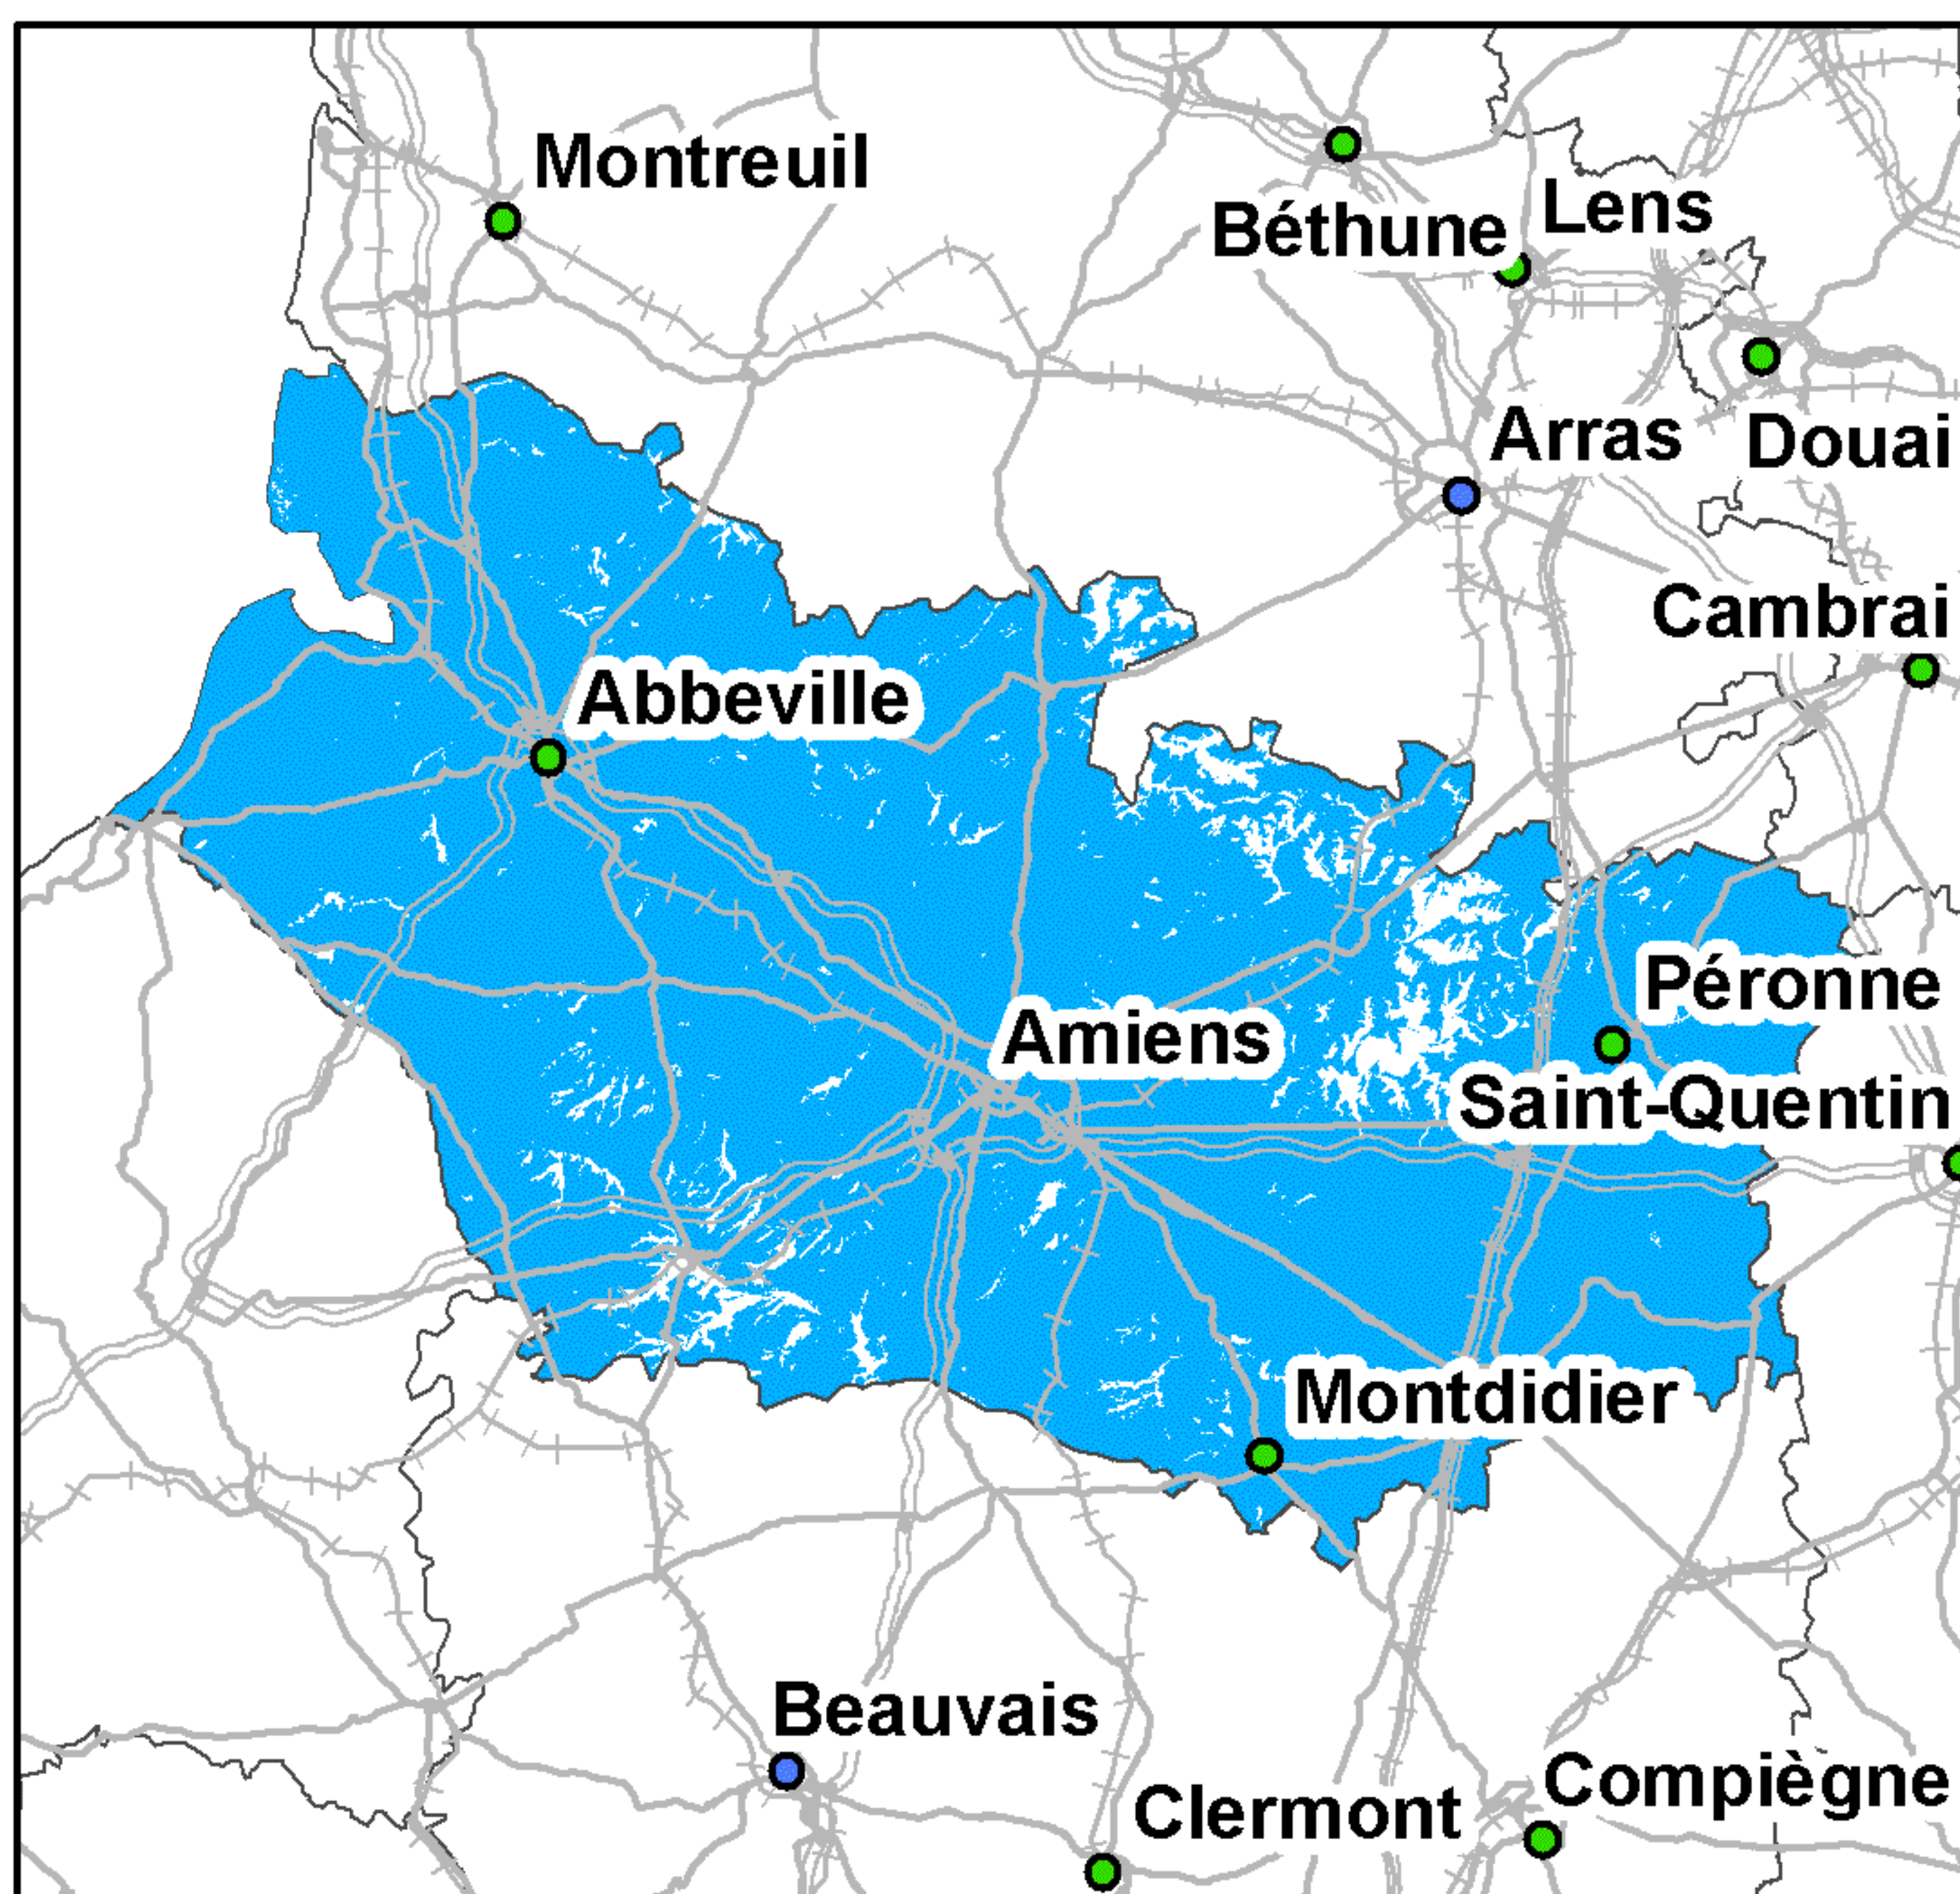 Montreuil
Béthune
Lens
Arras
Douai
Cambrai
Abbeville
Péronne
Amiens
Saint-Quentin
Montdidier
Beauvais
Compiègne
Clermont